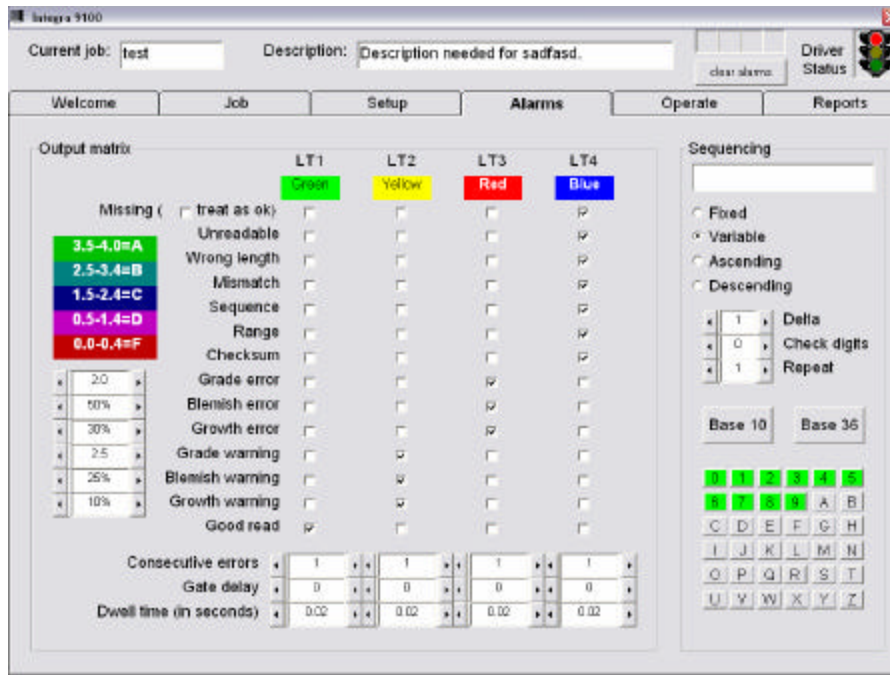 Integra 9100
Current job: test Description: Description needed for sadfasd. clear alarms Driver Status
Welcome Job Setup Alarms Operate Reports
Output matrix
LT1 LT2 LT3 LT4
Green Yellow Red Blue
Missing ( treat as ok)
Unreadable
Wrong length
Mismatch
Sequence
Range
Checksum
3.5-4.0=A
2.5-3.4=B
1.5-2.4=C
0.5-1.4=D
0.0-0.4=F
2.0 Grade error
50% Blemish error
30% Growth error
2.5 Grade warning
25% Blemish warning
10% Growth warning
Good read
Consecutive errors 1 1 1 1
Gate delay 0 0 0 0
Dwell time (in seconds) 0.02 0.02 0.02 0.02
Sequencing
Fixed
Variable
Ascending
Descending
1 Delta
0 Check digits
1 Repeat
Base 10 Base 36
0 1 2 3 4 5
6 7 8 9 A B
C D E F G H
I J K L M N
O P Q R S T
U V W X Y Z